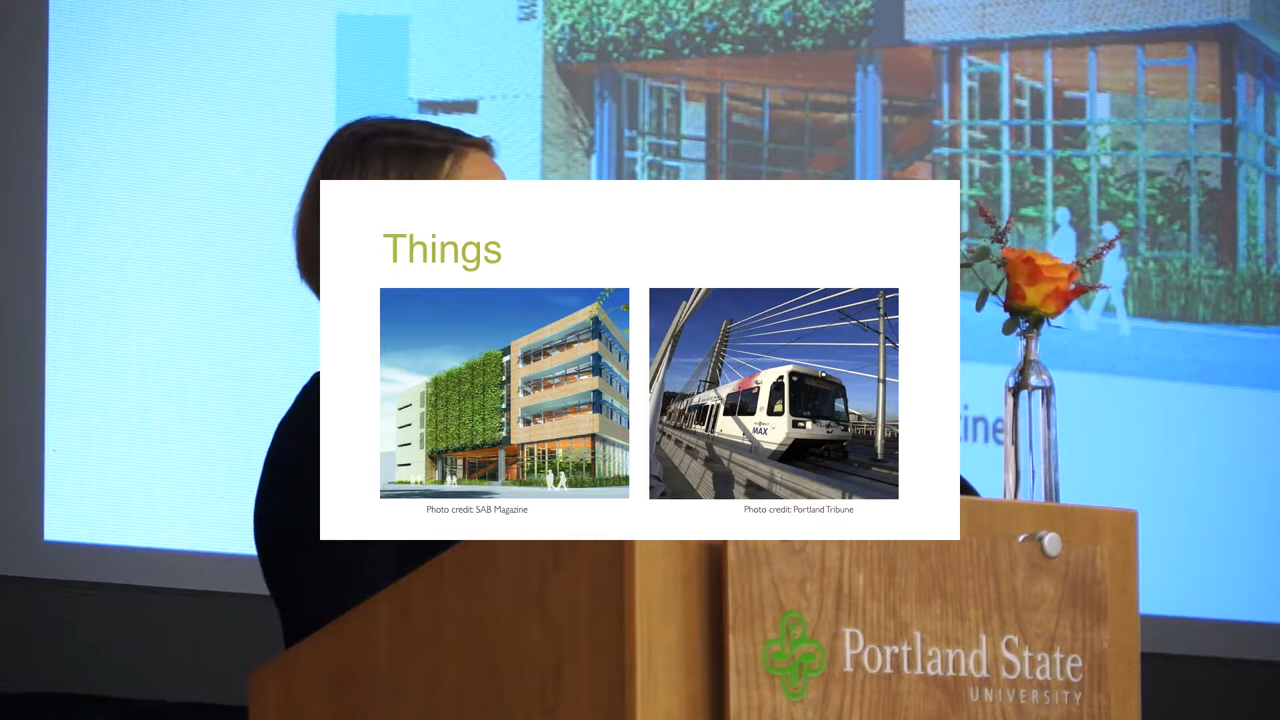 Things
MAX
Photo credit: SAB Magazine
Photo credit: Portland Tribune
Portland State
UNIVERSITY